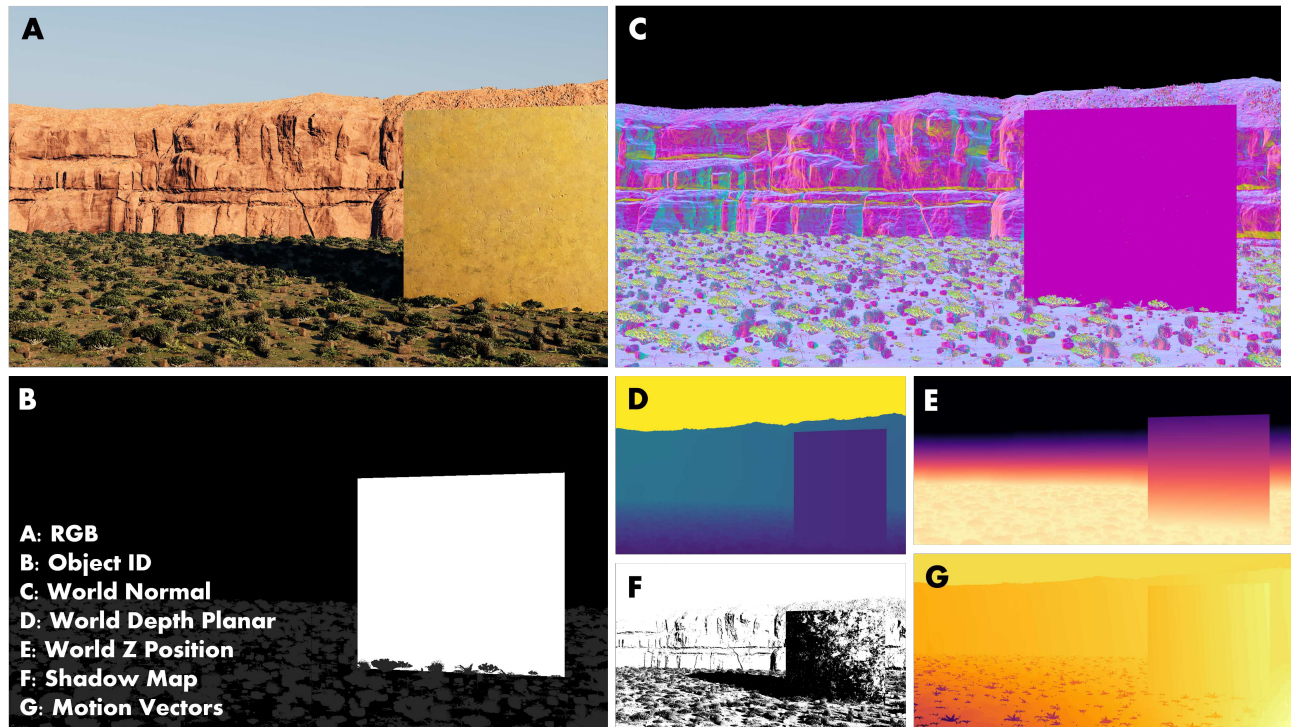 A
C
B
D
E
F
G
A: RGB
B: Object ID
C: World Normal
D: World Depth Planar
E: World Z Position
F: Shadow Map
G: Motion Vectors